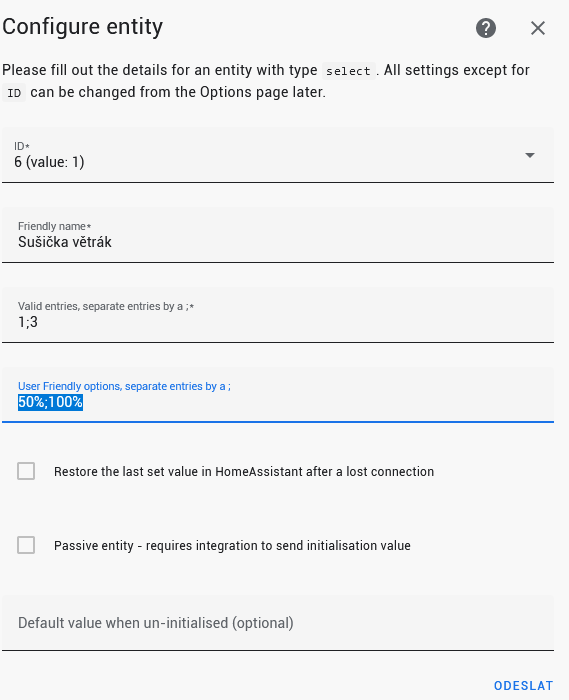 Configure entity
Please fill out the details for an entity with type select . All settings except for
ID can be changed from the Options page later.
ID*
6 (value: 1)
Friendly name*
Sušička větrák
Valid entries, separate entries by a ;*
1;3
User Friendly options, separate entries by a ;
50%;100%
Restore the last set value in HomeAssistant after a lost connection
Passive entity - requires integration to send initialisation value
Default value when un-initialised (optional)
ODESLAT